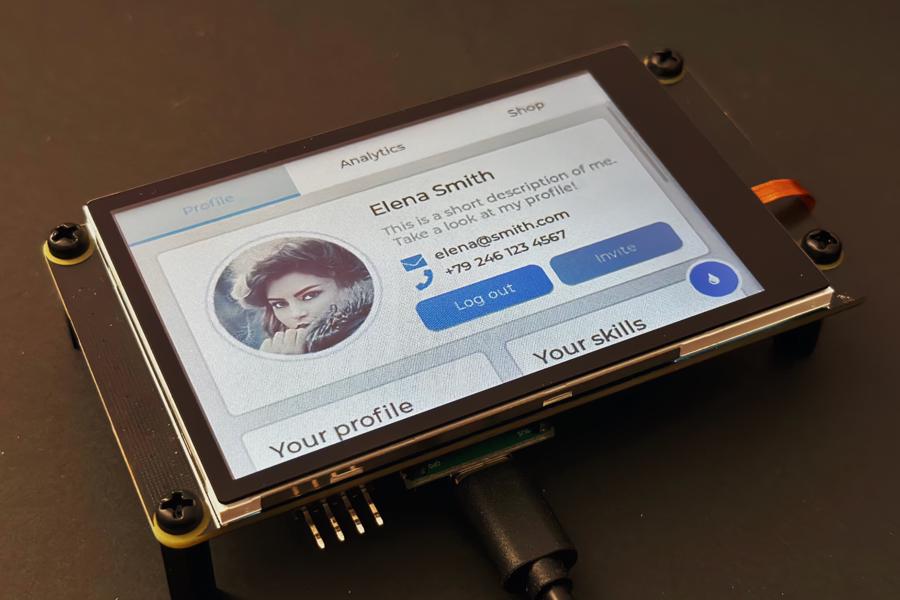 Profile
Analytics
Shop
Elena Smith
This is a short description of me.
Take a look at my profile!
elena@smith.com
+79 246 123 4567
Log out
Invite
Your profile
Your skills